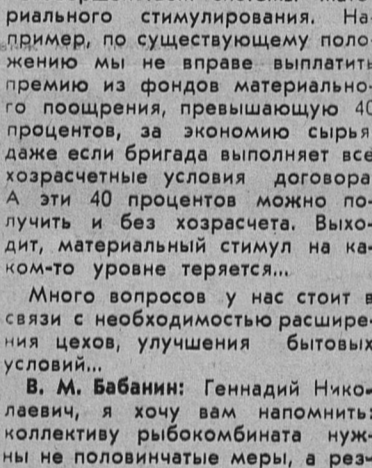 риального стимулирования. На-
пример, по существующему поло-
жению мы не вправе выплатить
премию из фондов материально-
го поощрения, превышающую 40
процентов, за экономию сырья
даже если бригада выполняет все
хозрасчетные условия договора
А эти 40 процентов можно по-
лучить и без хозрасчета. Выхо-
дит, материальный стимул на ка-
ком-то уровне теряется...
Много вопросов у нас стоит в
связи с необходимостью расшире-
ния цехов, улучшения бытовых
условий...
В. М. Бабанин: Геннадий Нико-
лаевич, я хочу вам напомнить:
коллективу рыбокомбината нуж-
ны не половинчатые меры, а рез-